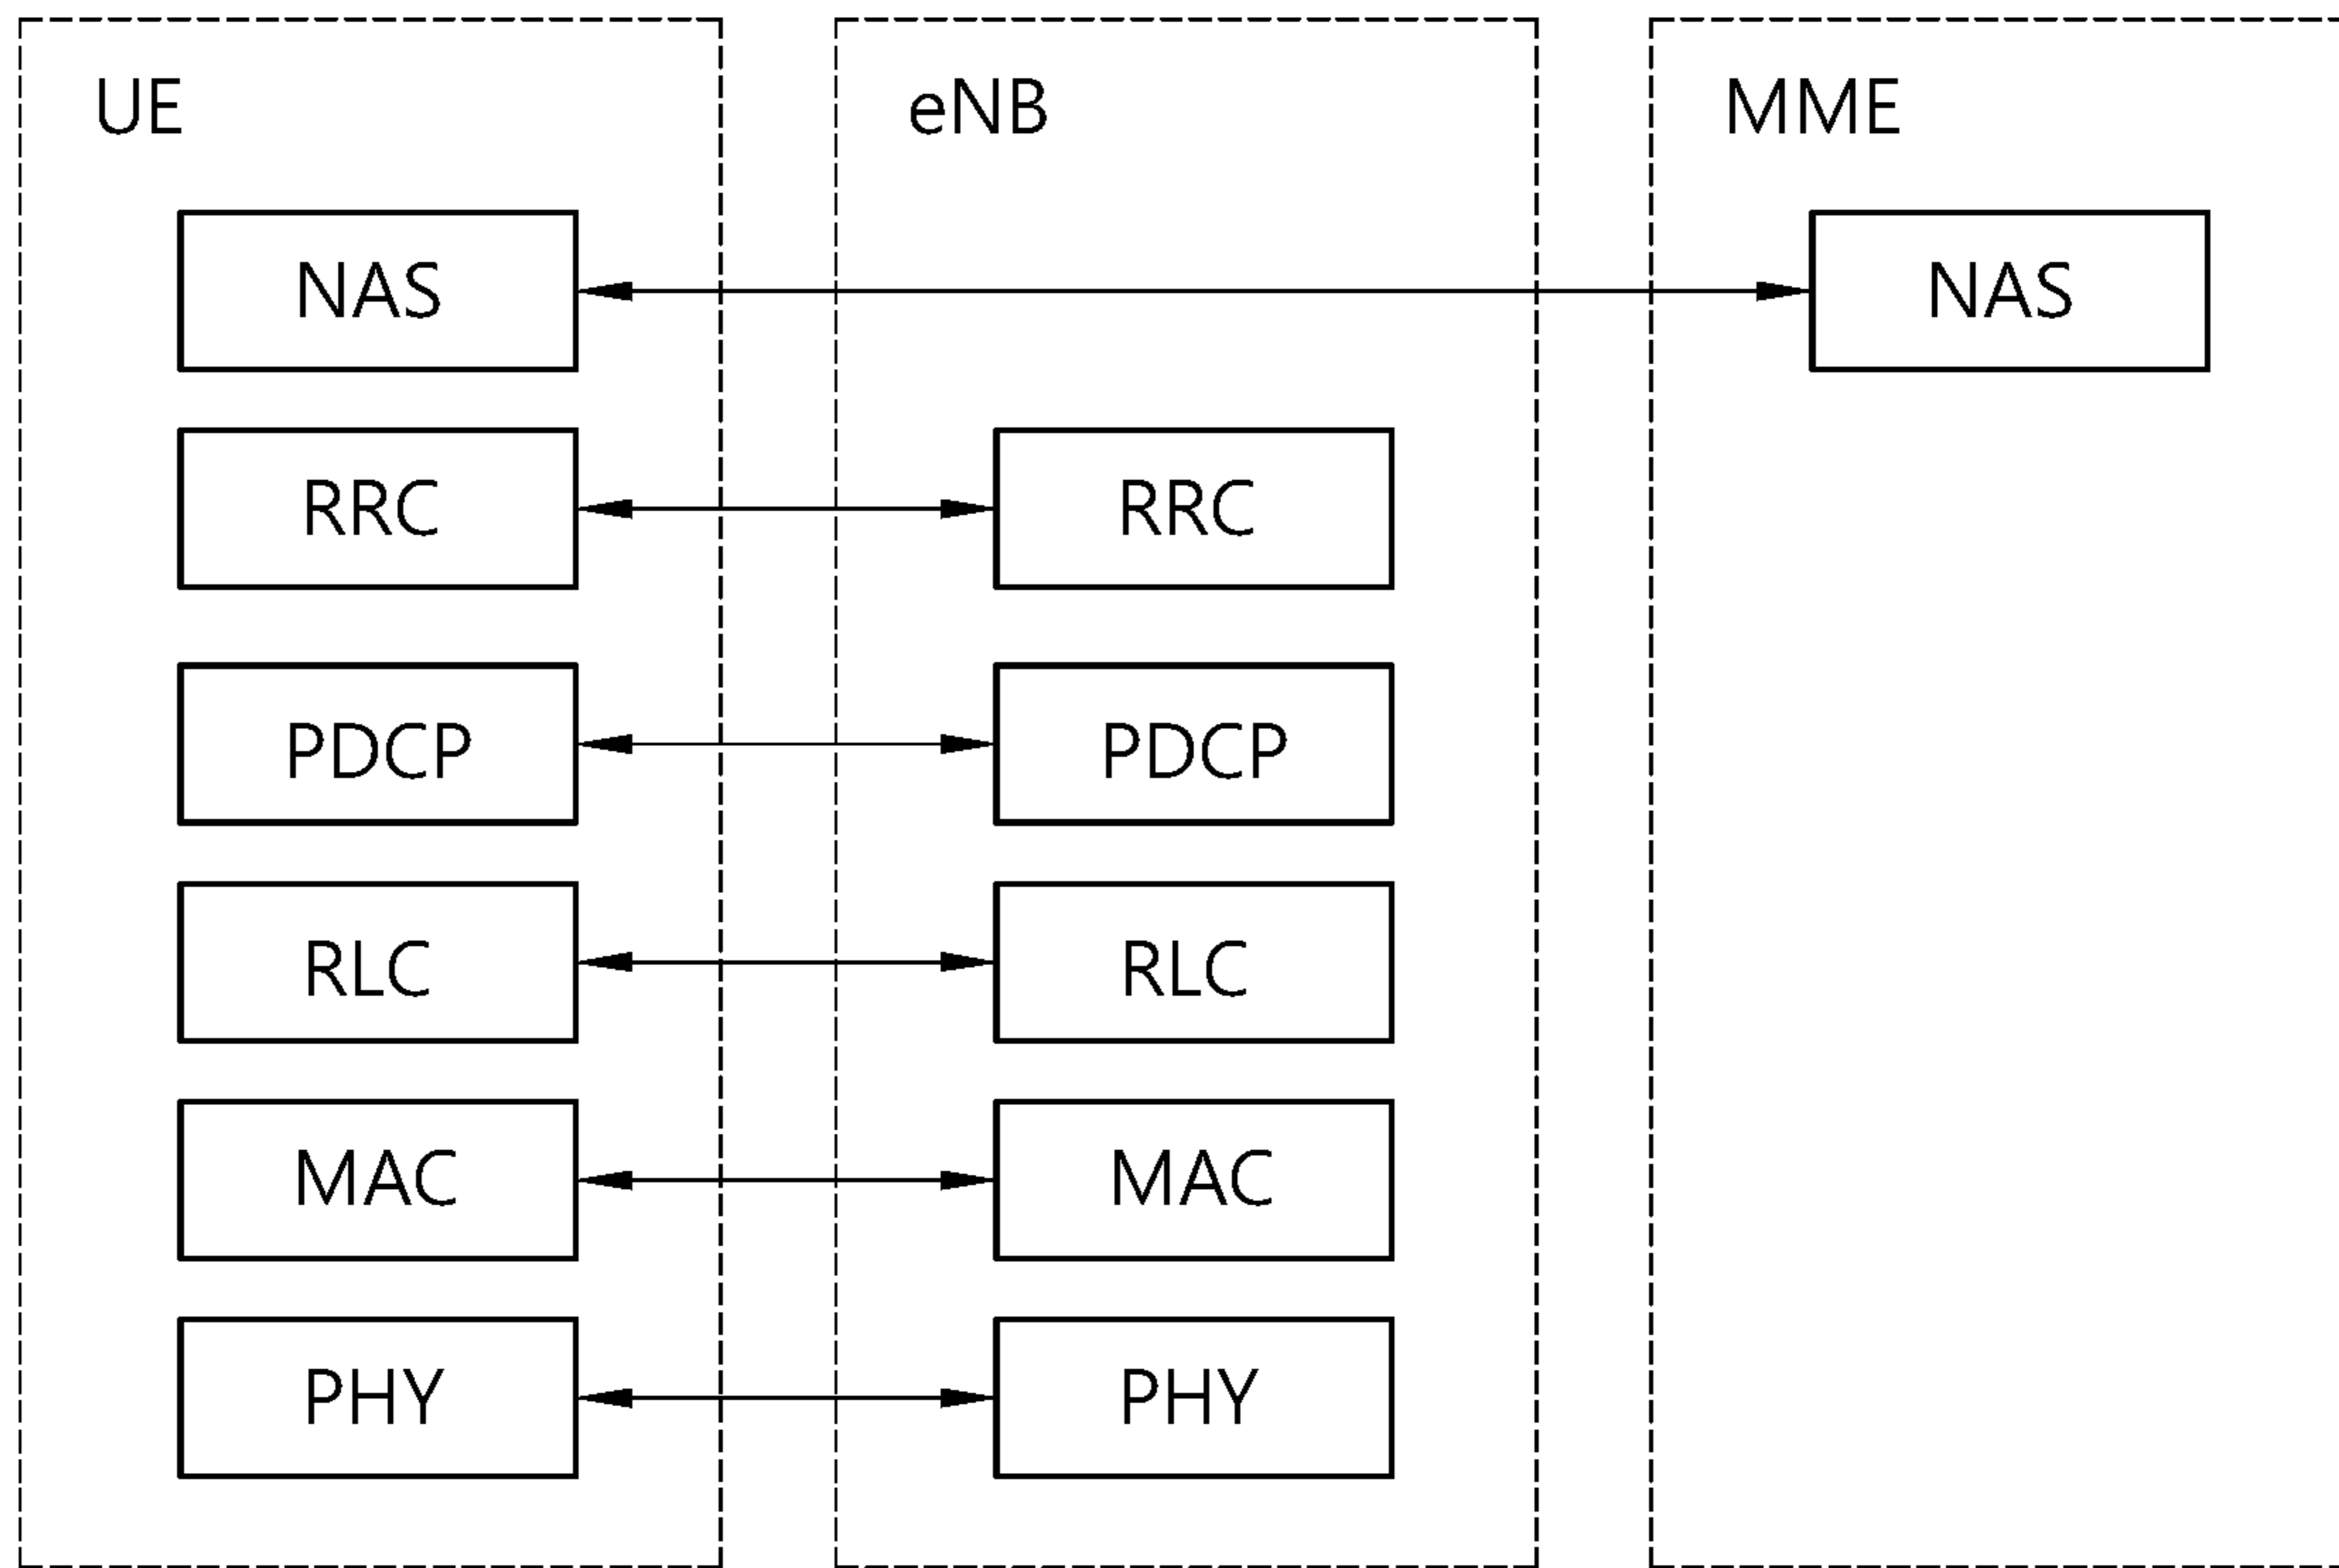 UE eNB MME
NAS NAS
RRC RRC
PDCP PDCP
RLC RLC
MAC MAC
PHY PHY